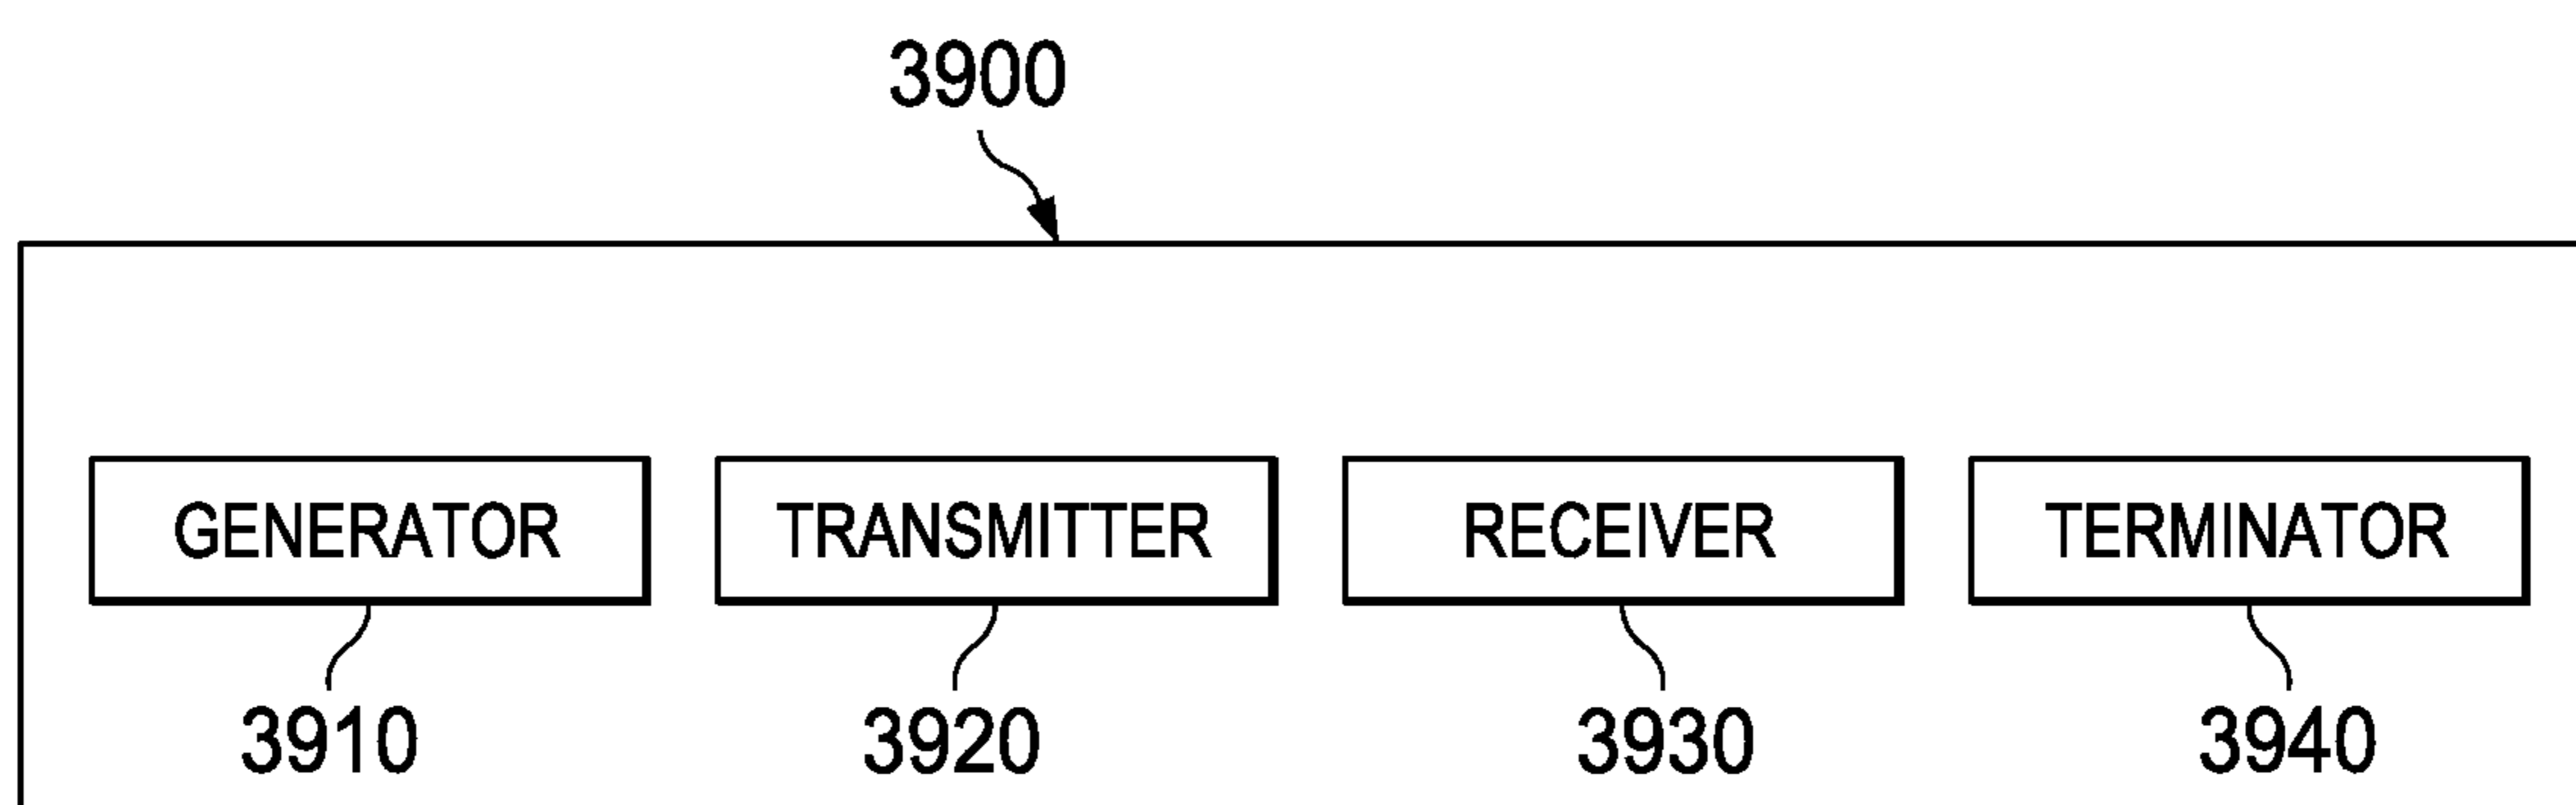 3900
GENERATOR TRANSMITTER RECEIVER TERMINATOR
3910 3920 3930 3940